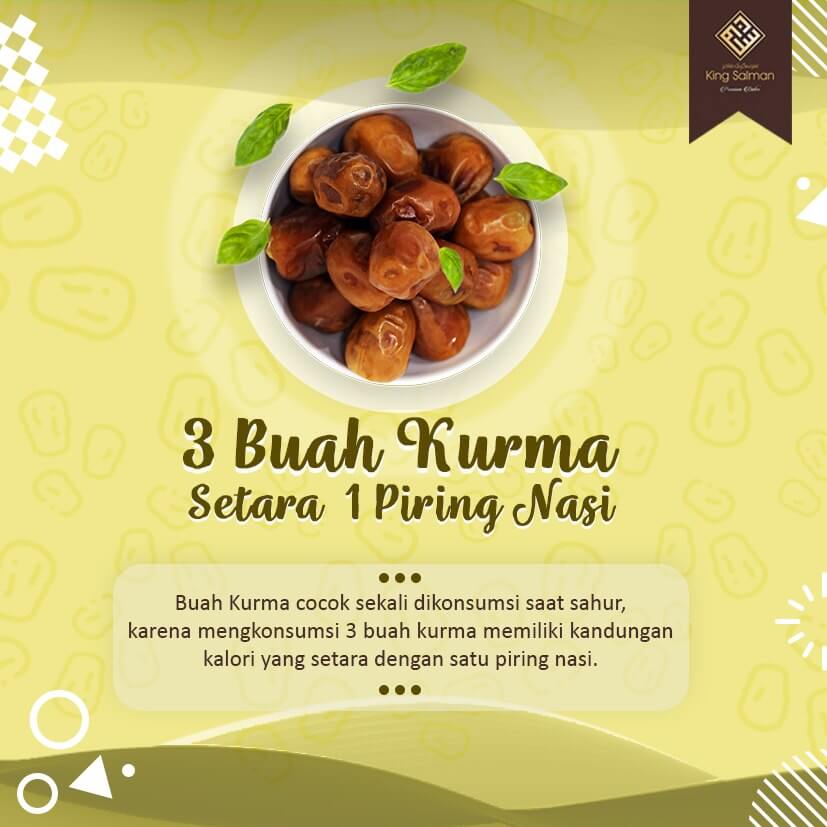 King Salman
3 Buah Kurma
Setara 1 Piring Nasi
Buah Kurma cocok sekali dikonsumsi saat sahur,
karena mengkonsumsi 3 buah kurma memiliki kandungan
kalori yang setara dengan satu piring nasi.